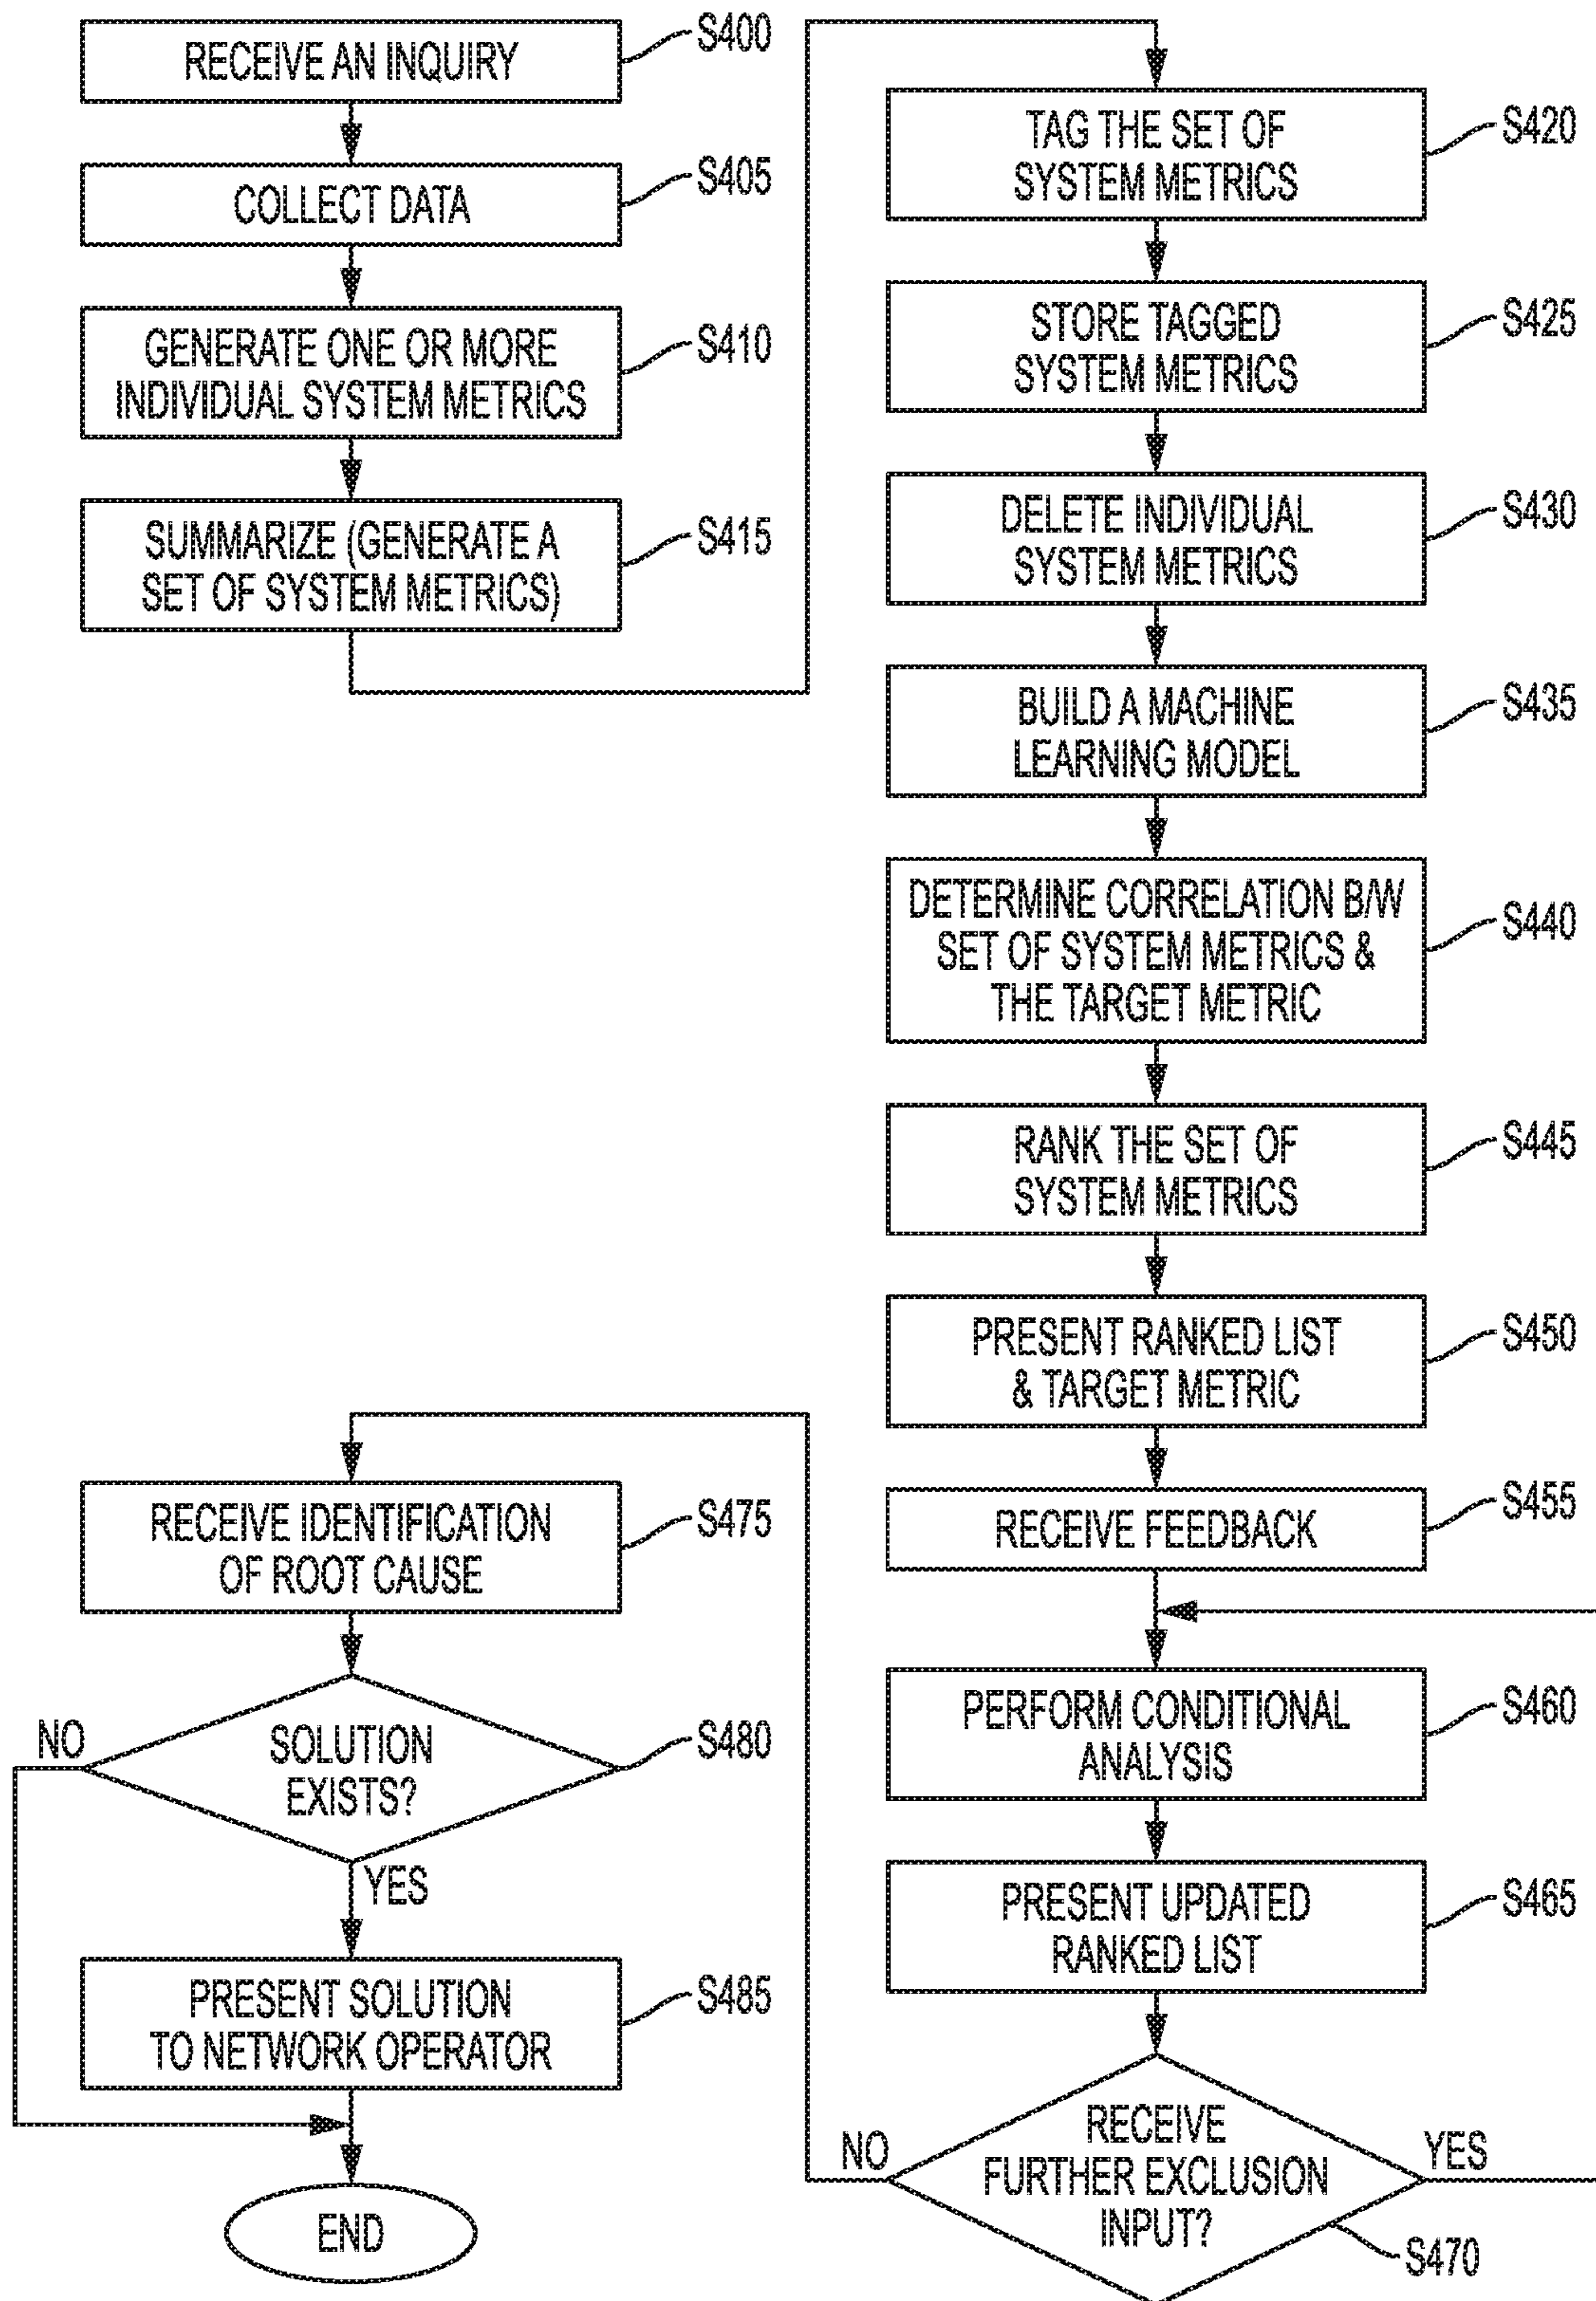 RECEIVE AN INQUIRY
S400
COLLECT DATA
S405
GENERATE ONE OR MORE
INDIVIDUAL SYSTEM METRICS
S410
SUMMARIZE (GENERATE A
SET OF SYSTEM METRICS)
S415
TAG THE SET OF
SYSTEM METRICS
S420
STORE TAGGED
SYSTEM METRICS
S425
DELETE INDIVIDUAL
SYSTEM METRICS
S430
BUILD A MACHINE
LEARNING MODEL
S435
DETERMINE CORRELATION B/W
SET OF SYSTEM METRICS &
THE TARGET METRIC
S440
RANK THE SET OF
SYSTEM METRICS
S445
PRESENT RANKED LIST
& TARGET METRIC
S450
RECEIVE FEEDBACK
S455
PERFORM CONDITIONAL
ANALYSIS
S460
PRESENT UPDATED
RANKED LIST
S465
RECEIVE
FURTHER EXCLUSION
INPUT?
S470
NO
YES
RECEIVE IDENTIFICATION
OF ROOT CAUSE
S475
SOLUTION
EXISTS?
S480
NO
YES
PRESENT SOLUTION
TO NETWORK OPERATOR
S485
END